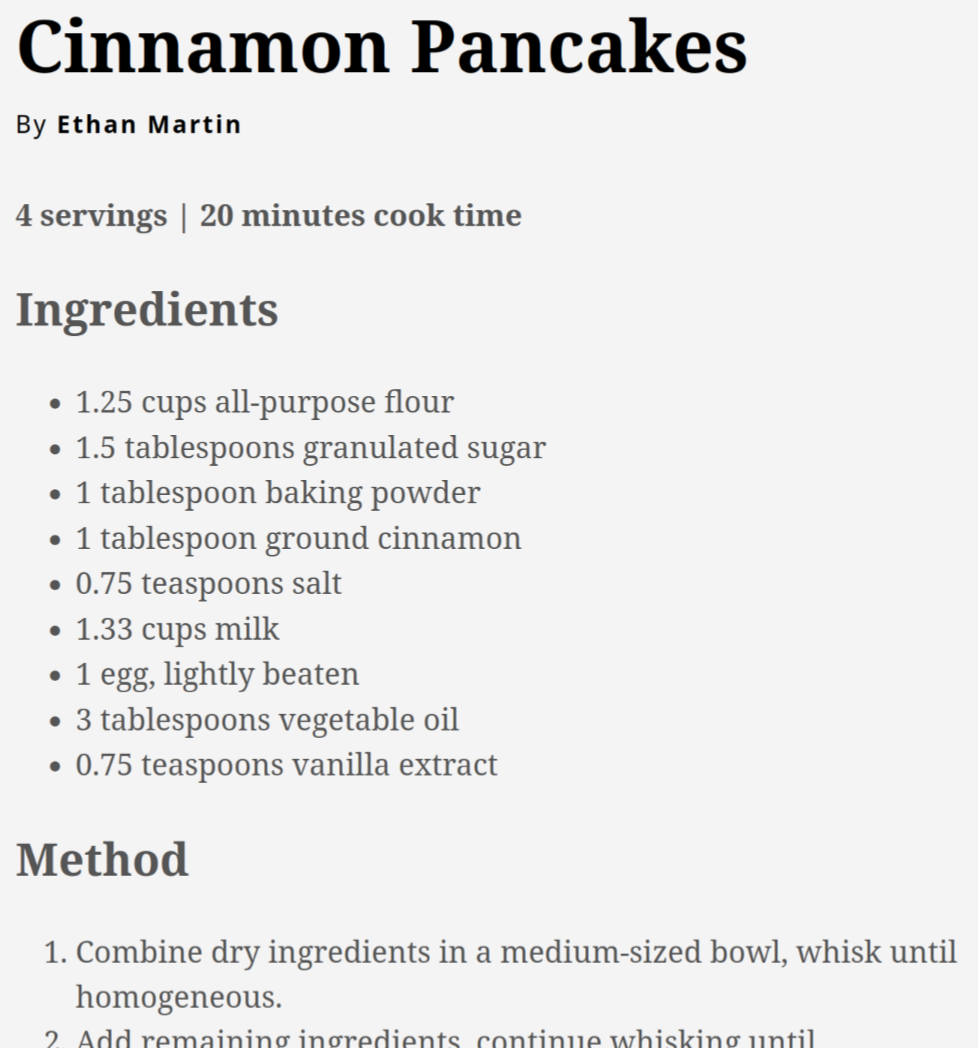 Cinnamon Pancakes
By Ethan Martin
4 servings | 20 minutes cook time
Ingredients
• 1.25 cups all-purpose flour
• 1.5 tablespoons granulated sugar
• 1 tablespoon baking powder
• 1 tablespoon ground cinnamon
• 0.75 teaspoons salt
• 1.33 cups milk
• 1 egg, lightly beaten
• 3 tablespoons vegetable oil
• 0.75 teaspoons vanilla extract
Method
1. Combine dry ingredients in a medium-sized bowl, whisk until
homogeneous.
2. Add remaining ingredients, continue whisking until